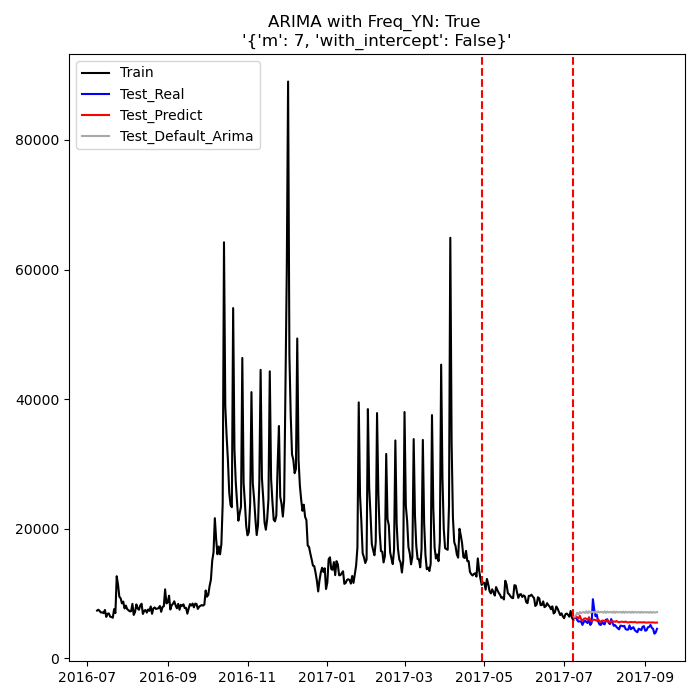 ARIMA with Freq_YN: True
'{'m': 7, 'with_intercept': False}'
Train
Test_Real
Test_Predict
Test_Default_Arima
80000
60000
40000
20000
0
2016-07 2016-09 2016-11 2017-01 2017-03 2017-05 2017-07 2017-09